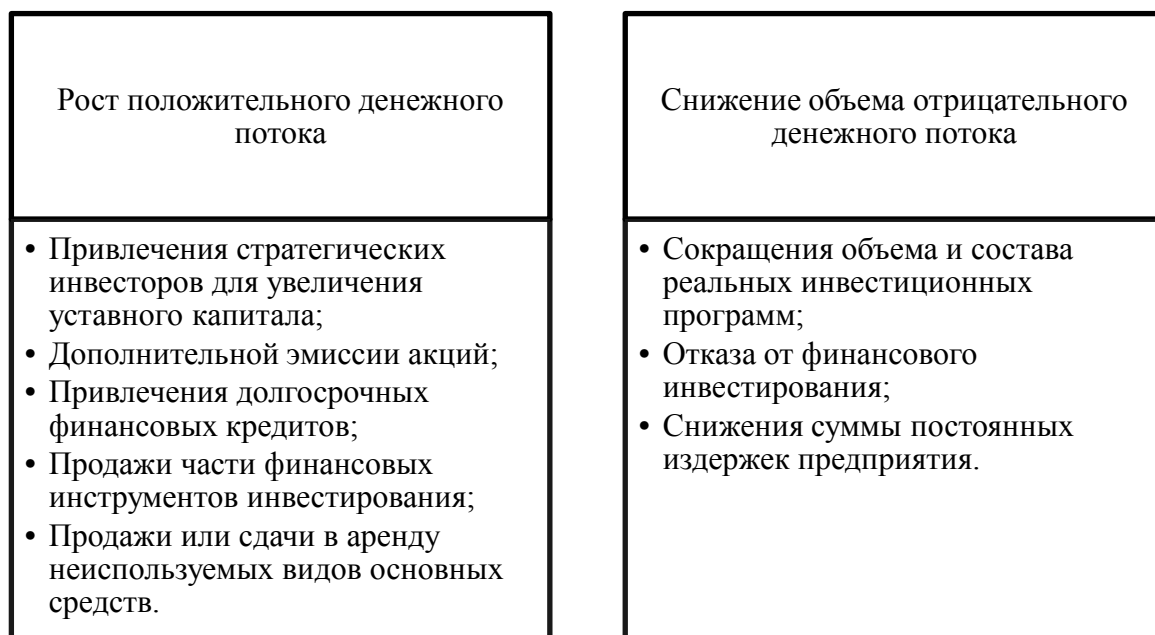 Рост положительного денежного
потока
• Привлечения стратегических
инвесторов для увеличения
уставного капитала;
• Дополнительной эмиссии акций;
• Привлечения долгосрочных
финансовых кредитов;
• Продажи части финансовых
инструментов инвестирования;
• Продажи или сдачи в аренду
неиспользуемых видов основных
средств.
Снижение объема отрицательного
денежного потока
• Сокращения объема и состава
реальных инвестиционных
программ;
• Отказа от финансового
инвестирования;
• Снижения суммы постоянных
издержек предприятия.